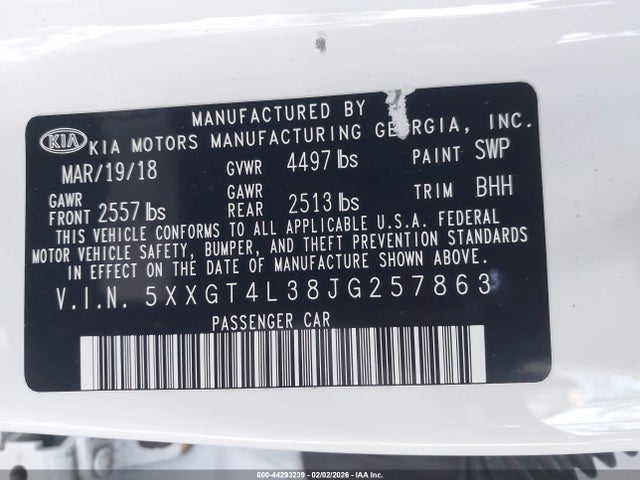 MANUFACTURED BY
KIA KIA MOTORS MANUFACTURING GEORGIA, INC.
MAR/19/18 GVWR 4497 lbs PAINT SWP
GAWR FRONT 2557 lbs GAWR REAR 2513 lbs TRIM BHH
THIS VEHICLE CONFORMS TO ALL APPLICABLE U.S.A. FEDERAL
MOTOR VEHICLE SAFETY, BUMPER, AND THEFT PREVENTION STANDARDS
IN EFFECT ON THE DATE OF MANUFACTURE SHOWN ABOVE.
V.I.N. 5XXGT4L38JG257863
PASSENGER CAR
000-44293239 - 02/02/2026 - IAA Inc.